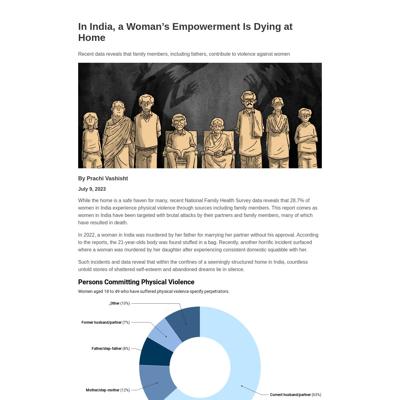 In India, a Woman's Empowerment Is Dying at
Home
Recent data reveals that family members, including fathers, contribute to violence against women
By Prachi Vashisht
July 9, 2023
While the home is a safe haven for many, recent National Family Health Survey data reveals that 28.7% of
women in India experience physical violence through sources including family members. This report comes as
women in India have been targeted with brutal attacks by their partners and family members, many of which
have resulted in death.
In 2022, a woman in India was murdered by her father for marrying her partner without his approval. According
to the reports, the 21-year-olds body was found stuffed in a bag. Recently, another horrific incident surfaced
where a woman was murdered by her daughter after experiencing consistent domestic squabble with her.
Such incidents and data reveal that within the confines of a seemingly structured home in India, countless
untold stories of shattered self-esteem and abandoned dreams lie in silence.
Persons Committing Physical Violence
Women aged 18 to 49 who have suffered physical violence specify perpetrators.
Other (10%)
Former husband/partner (7%)
Father/step-father (8%)
Mother/step-mother (12%)
Current husband/partner (63%)